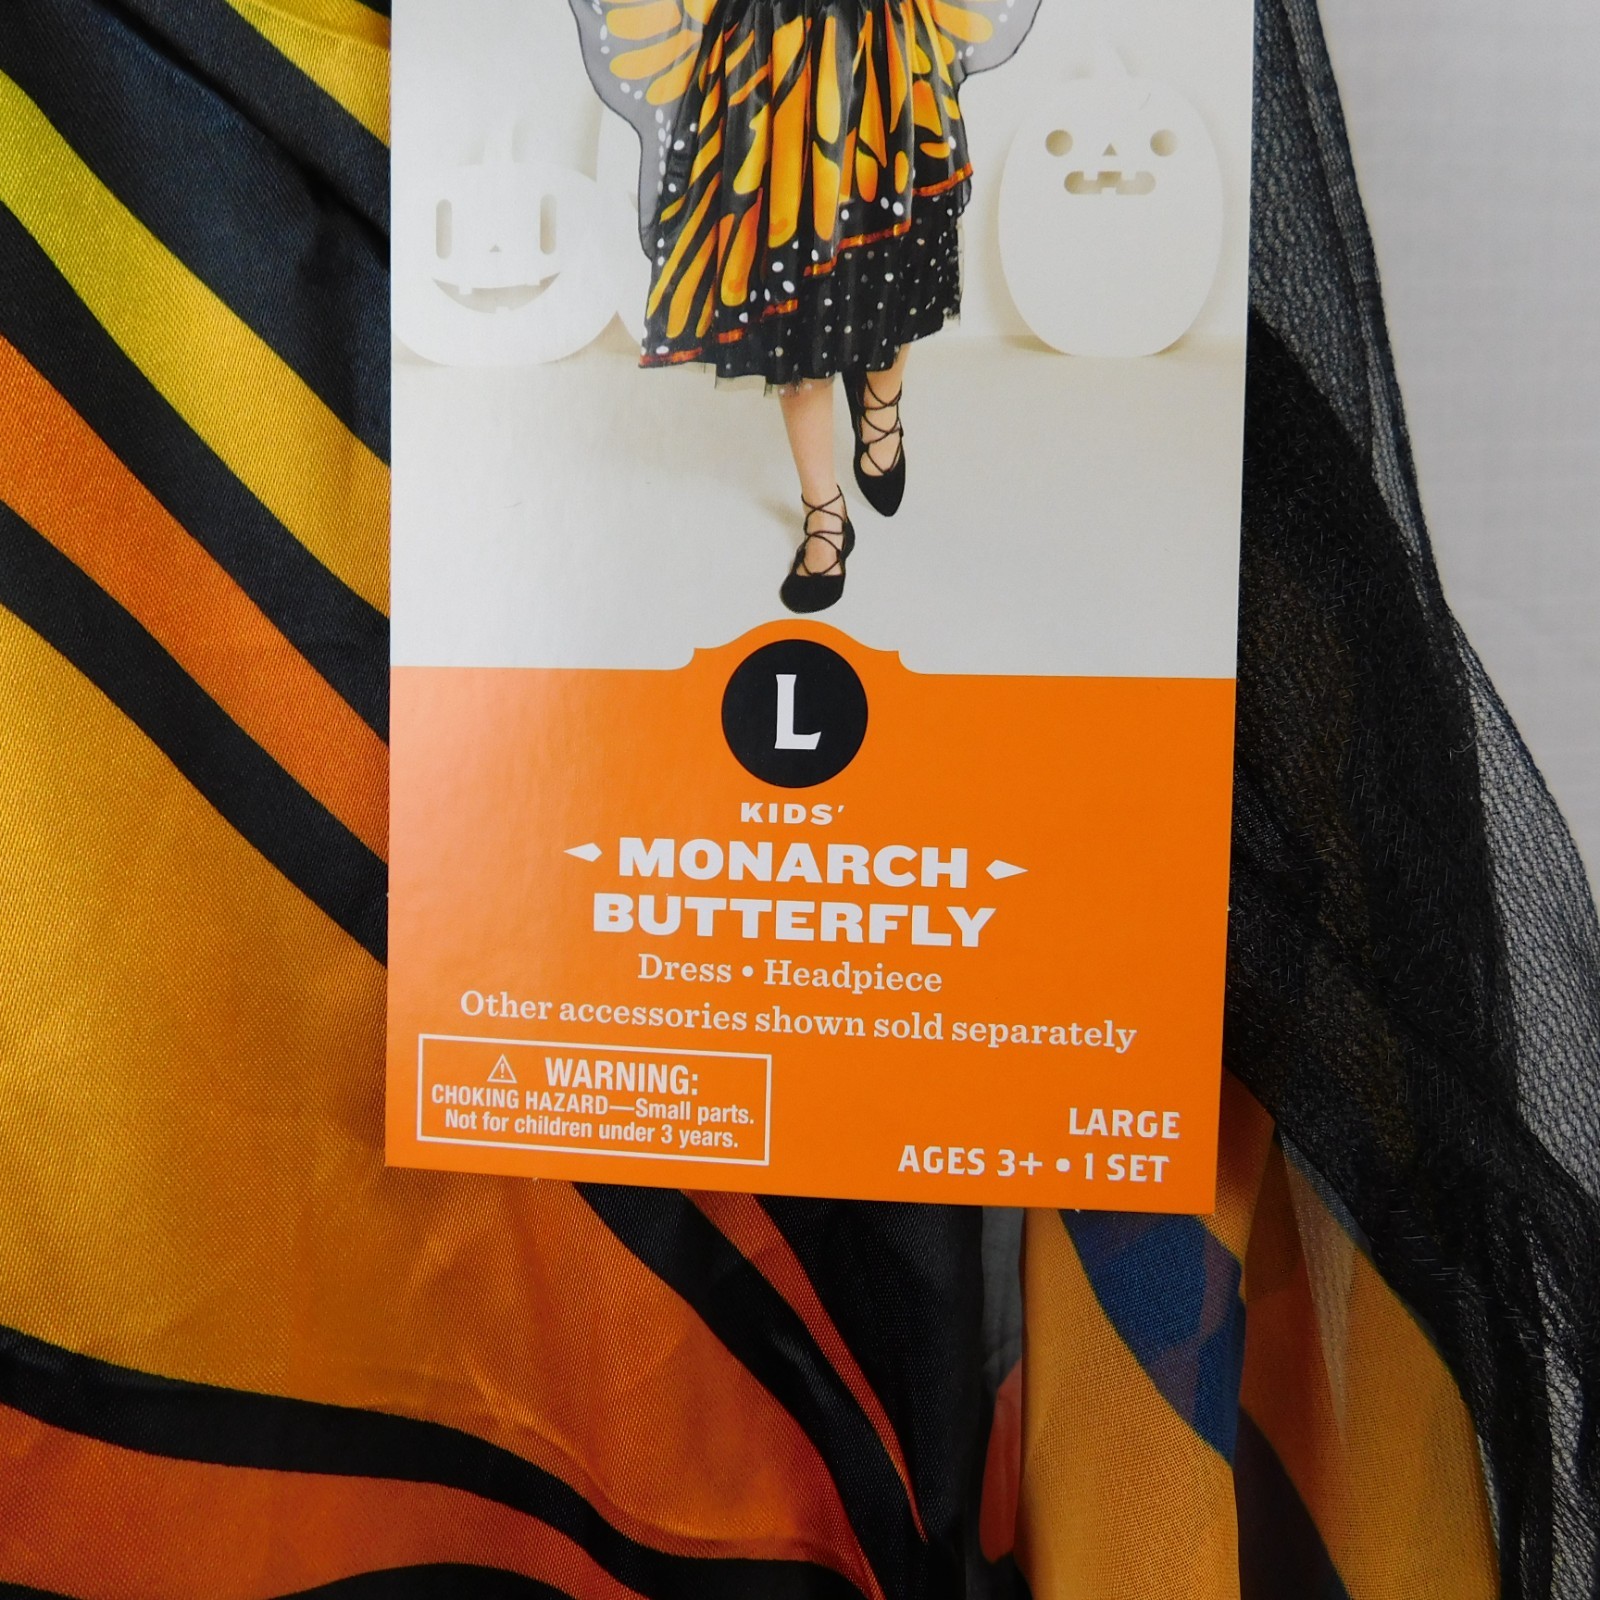 L
KIDS'
MONARCH
BUTTERFLY
Dress • Headpiece
Other accessories shown sold separately
⚠ WARNING:
CHOKING HAZARD—Small parts.
Not for children under 3 years.
LARGE
AGES 3+ • 1 SET